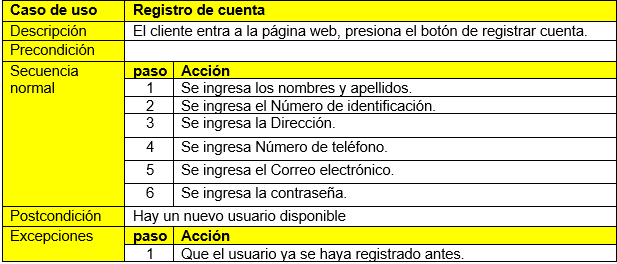 Caso de uso Registro de cuenta
Descripción El cliente entra a la página web, presiona el botón de registrar cuenta.
Precondición
Secuencia normal paso Acción
1 Se ingresa los nombres y apellidos.
2 Se ingresa el Número de identificación.
3 Se ingresa la Dirección.
4 Se ingresa Número de teléfono.
5 Se ingresa el Correo electrónico.
6 Se ingresa la contraseña.
Postcondición Hay un nuevo usuario disponible
Excepciones paso Acción
1 Que el usuario ya se haya registrado antes.